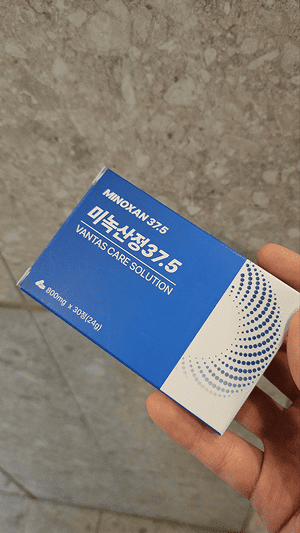 MINOXAN 37.5
미녹산정37.5
VANTAS CARE SOLUTION
800mg x 30정(24g)